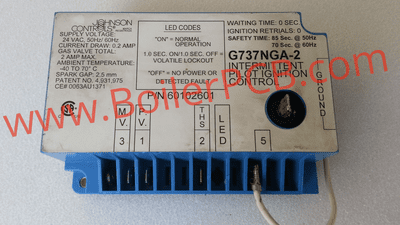 JOHNSON
CONTROLS
SUPPLY VOLTAGE:
24 VAC, 50HZ/ 60HZ
CURRENT DRAW: 0.2 AMP
GAS VALVE TOTAL:
2 AMP MAX
AMBIENT TEMPERATURE:
-40 TO 70° C
SPARK GAP: 2.5 mm
PATENT NO. 4,931,975
CE# 0063AU1371
LED CODES
"ON" = NORMAL
OPERATION
1.0 SEC. ON/1.0 SEC. OFF =
VOLATILE LOCKOUT
"OFF" = NO POWER OR
DETECTED FAULT
WAITING TIME: 0 SEC
IGNITION RETRIALS: 0
SAFETY TIME: 85 Sec. @ 50Hz
70 Sec. @ 60Hz
G737NGA-2
INTERMITTENT
PILOT IGNITION
CONTROL
GROUND
www.BoilerPCB.com
P/N 60102601
MV
3
PV
1
THS
2
LED
5